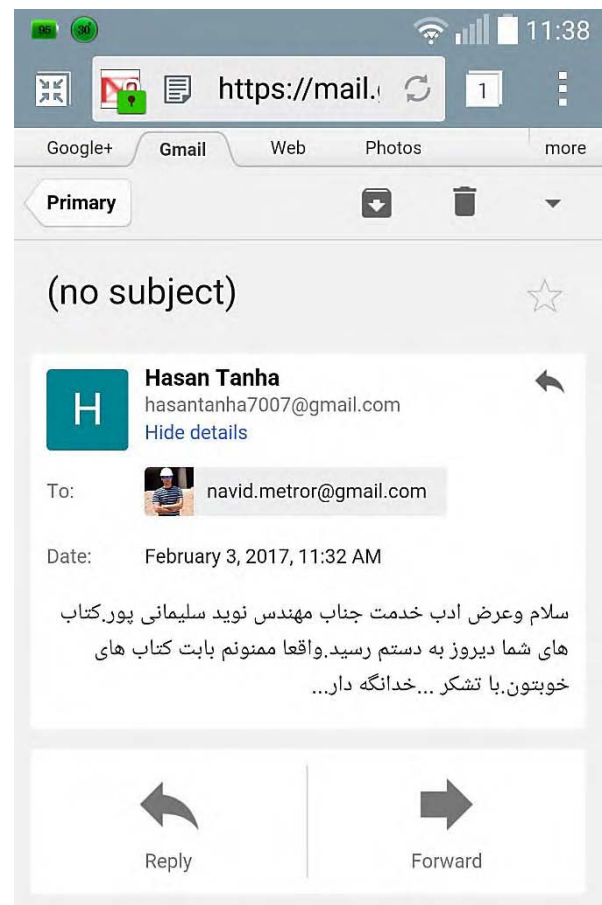 95 30° 11:38
https://mail.g 1
Google+ Gmail Web Photos more
Primary
(no subject)
H Hasan Tanha
hasantanha7007@gmail.com
Hide details
To: navid.metror@gmail.com
Date: February 3, 2017, 11:32 AM
سلام وعرض ادب خدمت جناب مهندس نوید سلیمانی پور.کتاب
های شما دیروز به دستم رسید.واقعا ممنونم بابت کتاب های
خوبتون.با تشکر ...خدانگه دار...
Reply Forward